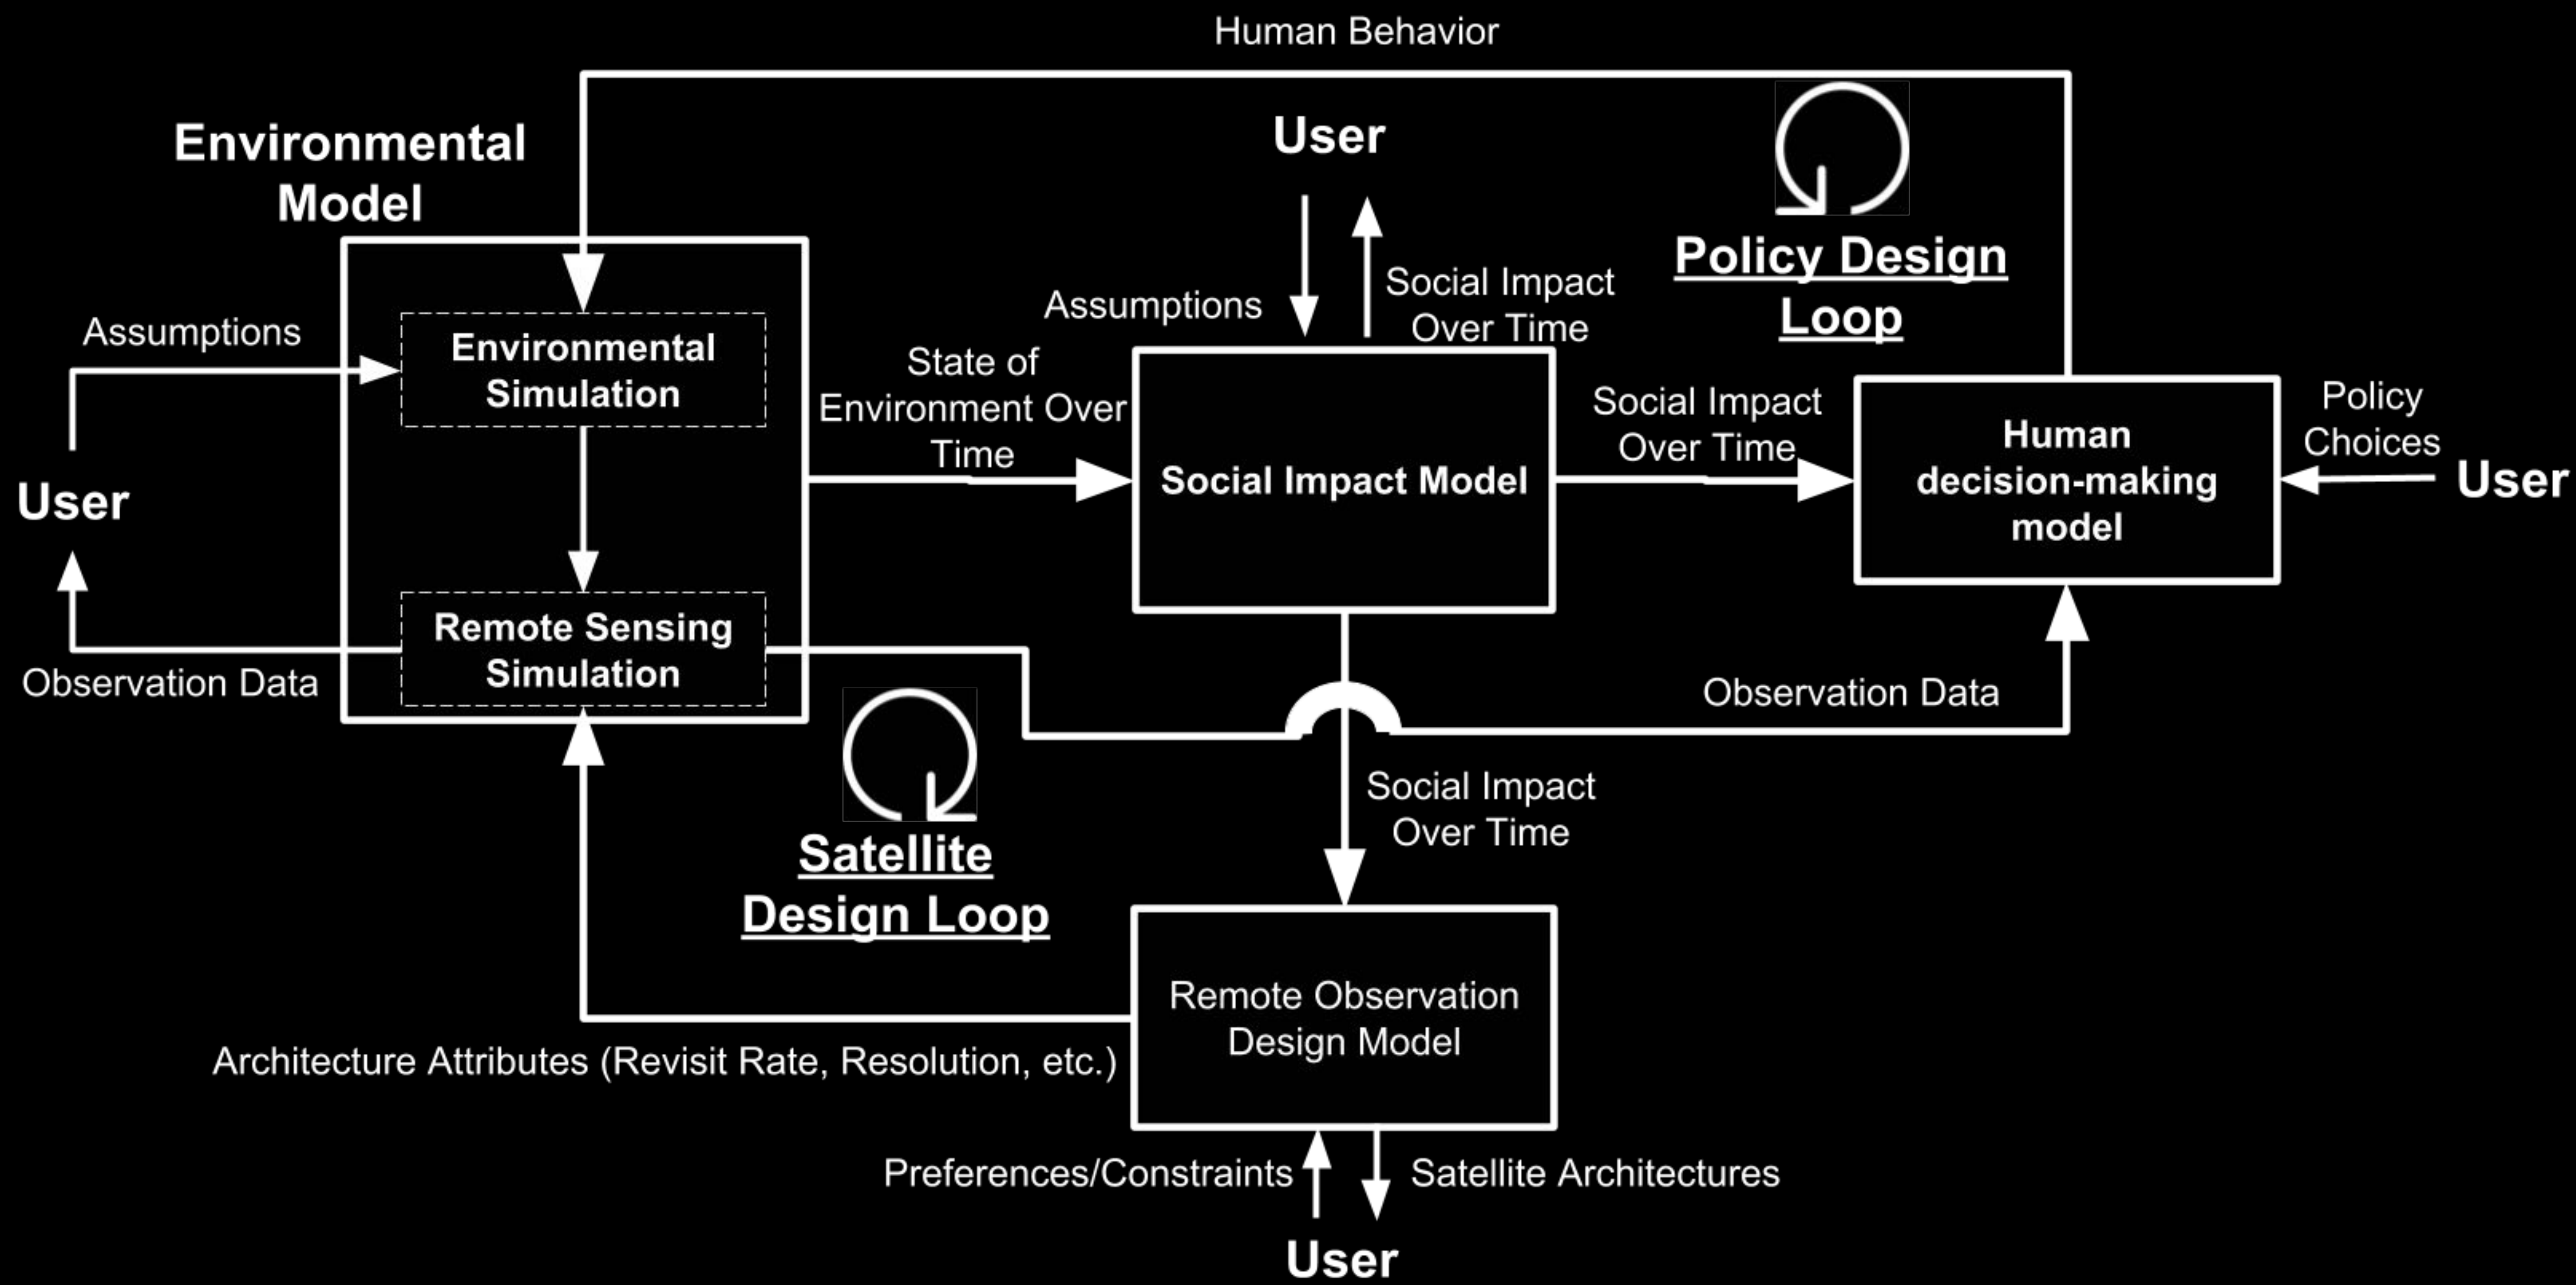 Human Behavior
Environmental
Model
User
Policy Design
Loop
Assumptions
Social Impact
Over Time
Assumptions
Environmental
Simulation
State of
Environment Over
Time
Social Impact Model
Social Impact
Over Time
Human
decision-making
model
Policy
Choices
User
User
Remote Sensing
Simulation
Observation Data
Observation Data
Satellite
Design Loop
Social Impact
Over Time
Remote Observation
Design Model
Architecture Attributes (Revisit Rate, Resolution, etc.)
Preferences/Constraints
Satellite Architectures
User